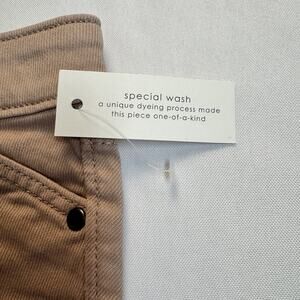 special wash
a unique dyeing process made
this piece one-of-a-kind